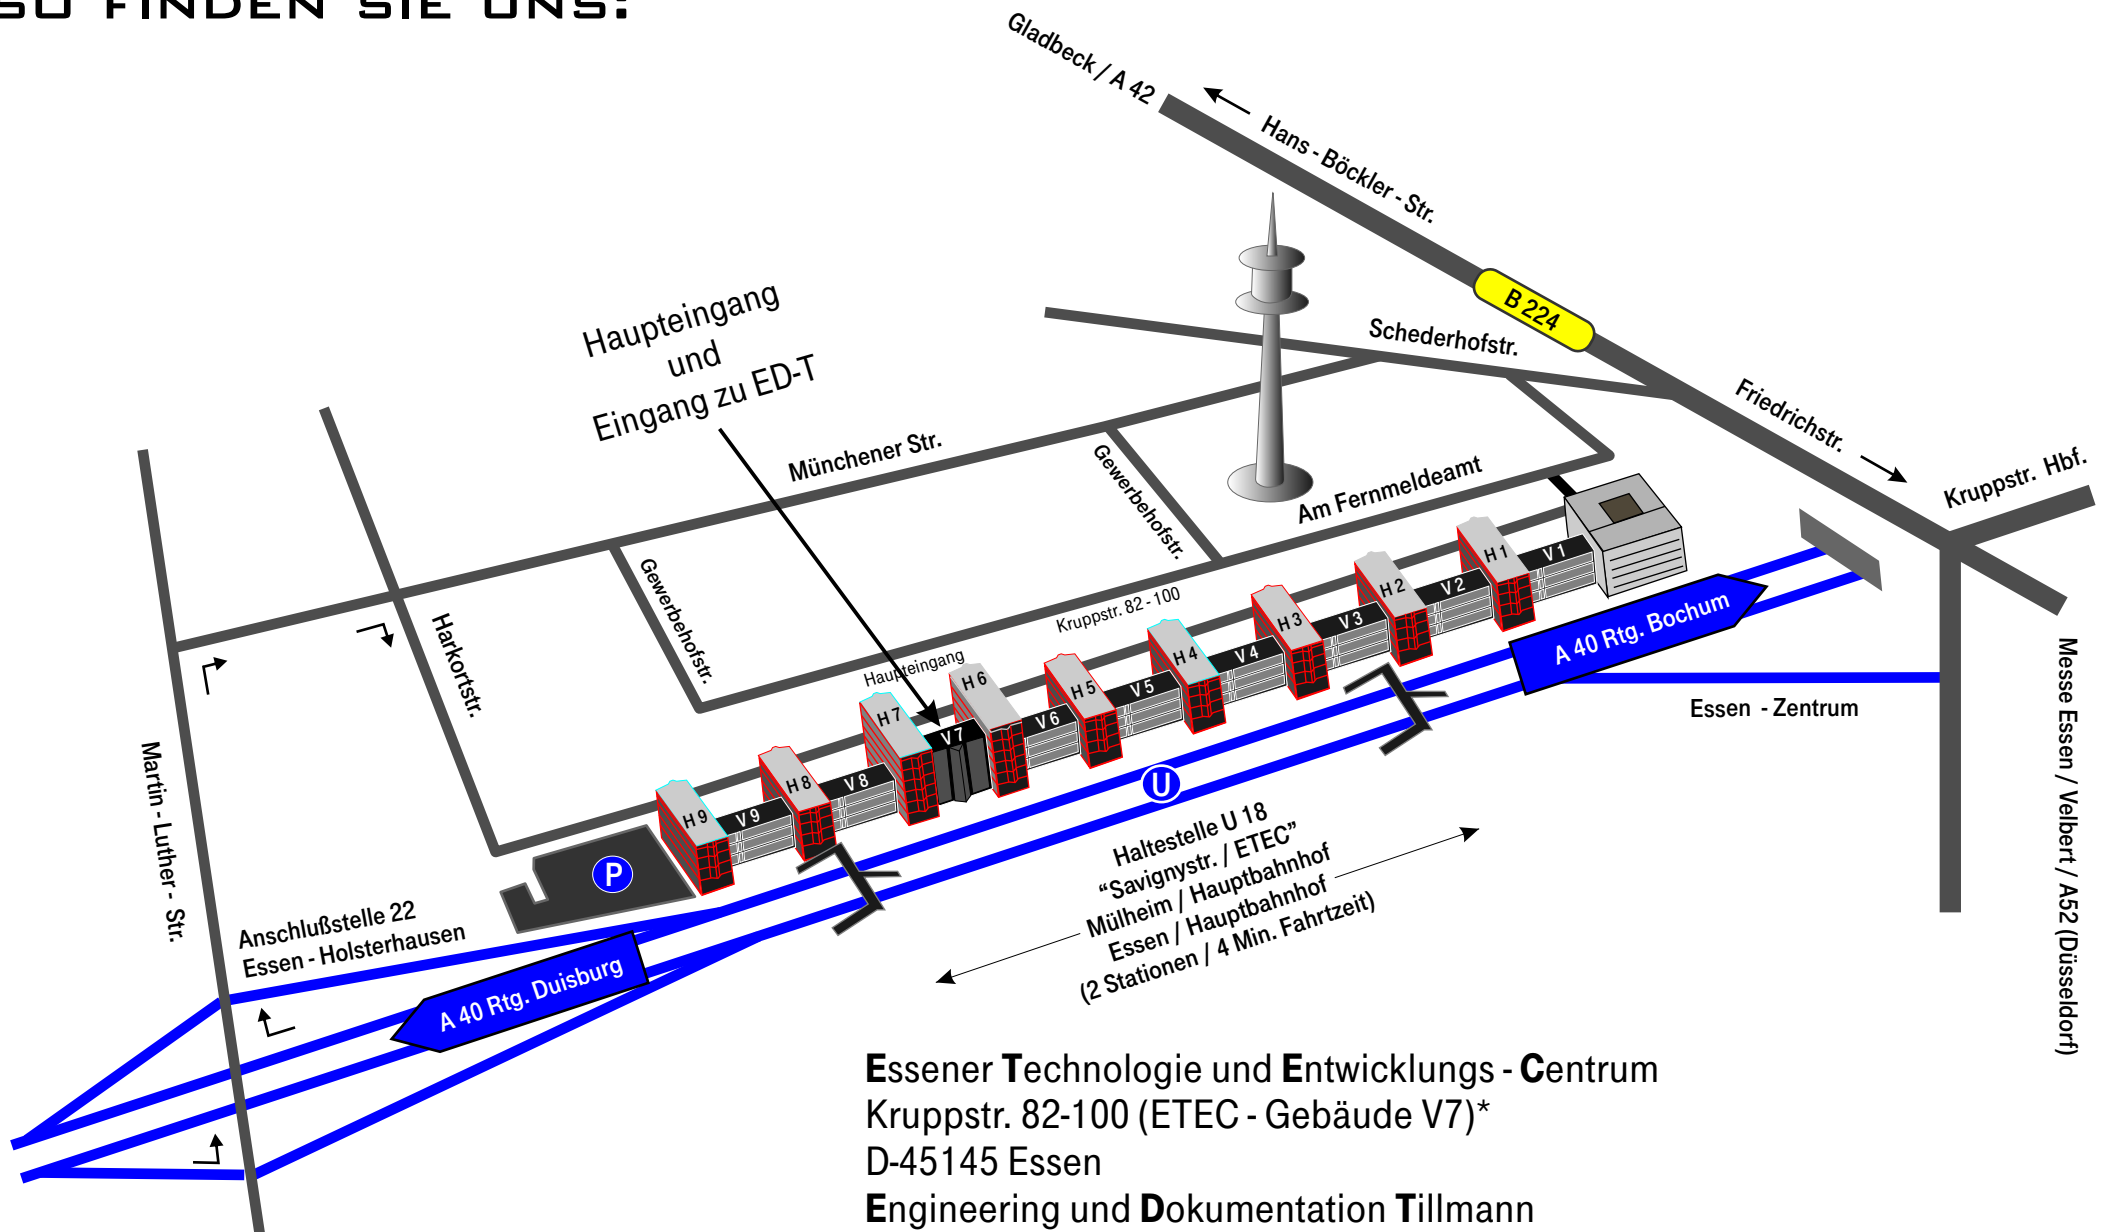 SO FINDEN SIE UNS:
Gladbeck / A 42
Hans - Böckler - Str.
B 224
Schederhofstr.
Friedrichstr.
Kruppstr. Hbf.
Haupteingang
und
Eingang zu ED-T
Münchener Str.
Gewerbehofstr.
Am Fernmeldeamt
Gewerbehofstr.
Harkortstr.
Kruppstr. 82 - 100
Haupteingang
H 1
V 1
H 2
V 2
H 3
V 3
H 4
V 4
H 5
V 5
H 6
V 6
H 7
V 7
H 8
V 8
H 9
V 9
A 40 Rtg. Bochum
Essen - Zentrum
Messe Essen / Velbert / A52 (Düsseldorf)
Martin - Luther - Str.
P
U
Haltestelle U 18
“Savignystr. / ETEC”
Mülheim / Hauptbahnhof
Essen / Hauptbahnhof
(2 Stationen / 4 Min. Fahrtzeit)
Anschlußstelle 22
Essen - Holsterhausen
A 40 Rtg. Duisburg
Essener Technologie und Entwicklungs - Centrum
Kruppstr. 82-100 (ETEC - Gebäude V7)*
D-45145 Essen
Engineering und Dokumentation Tillmann